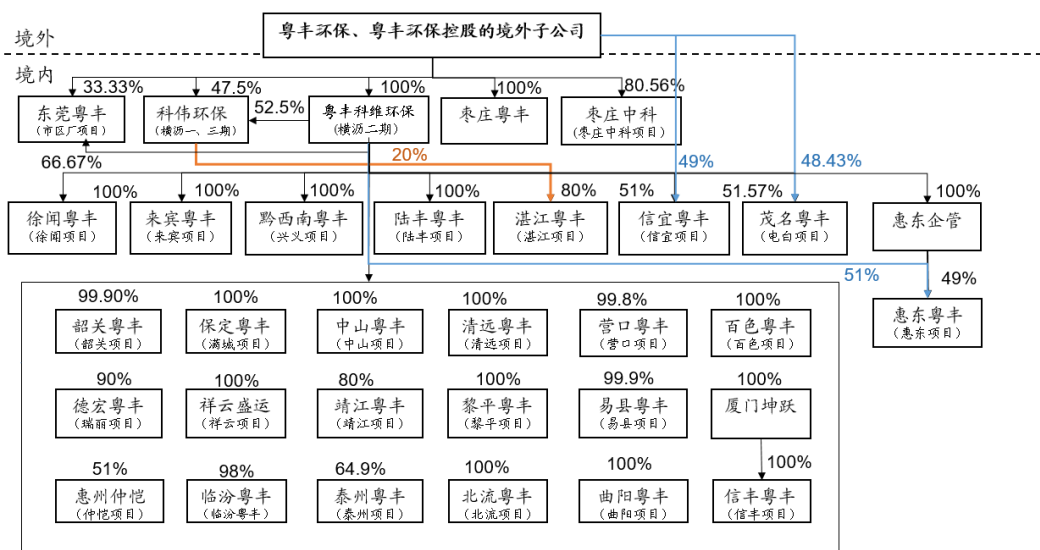 粤丰环保、粤丰环保控股的境外子公司
境外
境内
33.33%
47.5%
100%
100%
80.56%
东莞粤丰
(市区厂项目)
科伟环保
(横沥一、三期)
52.5%
粤丰科维环保
(横沥二期)
枣庄粤丰
枣庄中科
(枣庄中科项目)
66.67%
20%
49%
48.43%
100%
100%
100%
100%
80%
51%
51.57%
100%
徐闻粤丰
(徐闻项目)
来宾粤丰
(来宾项目)
黔西南粤丰
(兴义项目)
陆丰粤丰
(陆丰项目)
湛江粤丰
(湛江项目)
信宜粤丰
(信宜项目)
茂名粤丰
(电白项目)
惠东企管
51%
49%
惠东粤丰
(惠东项目)
99.90%
100%
100%
100%
99.8%
100%
韶关粤丰
(韶关项目)
保定粤丰
(满城项目)
中山粤丰
(中山项目)
清远粤丰
(清远项目)
营口粤丰
(营口项目)
百色粤丰
(百色项目)
90%
100%
80%
100%
99.9%
100%
德宏粤丰
(瑞丽项目)
祥云盛运
(祥云项目)
靖江粤丰
(靖江项目)
黎平粤丰
(黎平项目)
易县粤丰
(易县项目)
厦门坤跃
51%
98%
64.9%
100%
100%
100%
惠州仲恺
(仲恺项目)
临汾粤丰
(临汾粤丰)
泰州粤丰
(泰州项目)
北流粤丰
(北流项目)
曲阳粤丰
(曲阳项目)
信丰粤丰
(信丰项目)